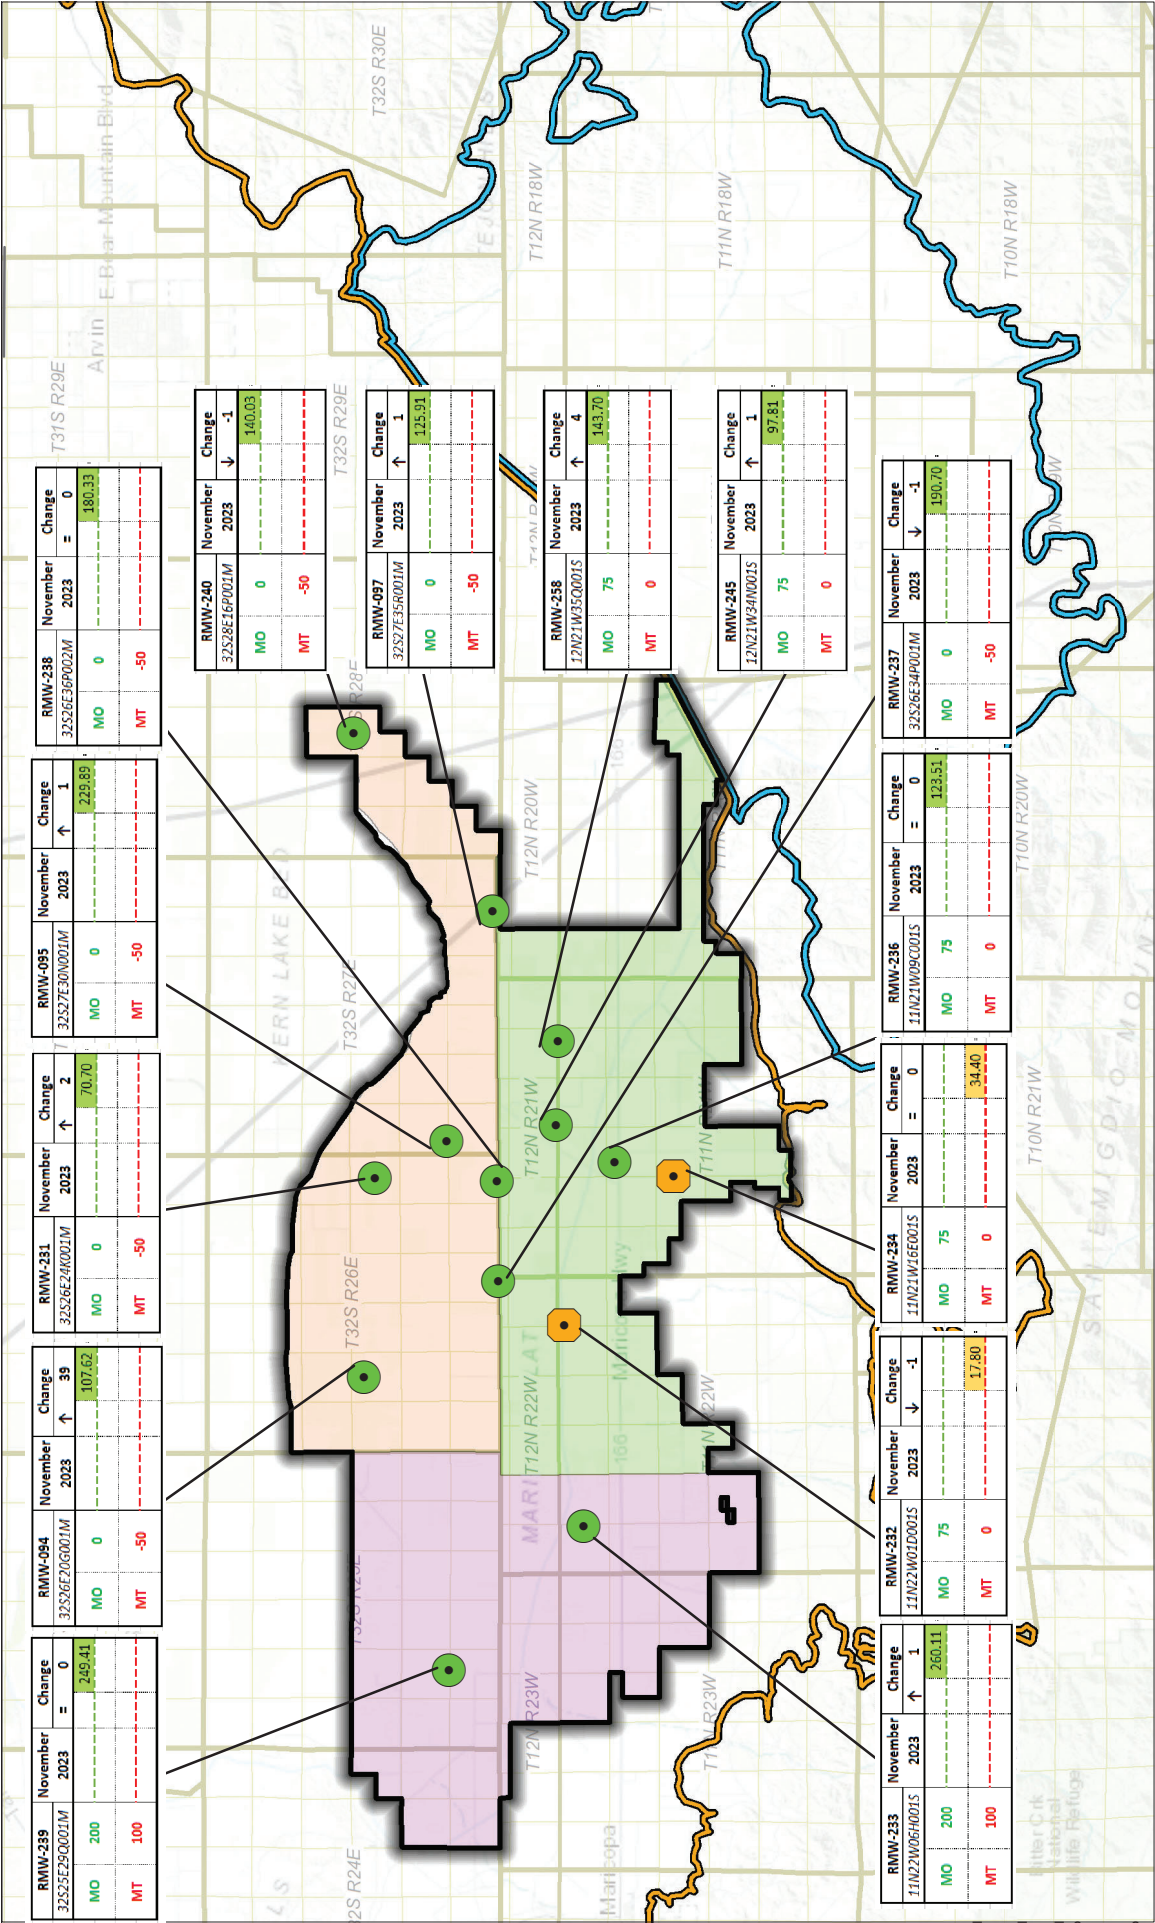 RMW-239
32S25E29Q001M
November 2023
Change
= 0
MO 200 249.41
MT 100
RMW-094
32S26E20G001M
November 2023
Change
↑ 39
MO 0 107.62
MT -50
RMW-231
32S26E24K001M
November 2023
Change
↑ 2
MO 0 70.70
MT -50
RMW-095
32S27E30N001M
November 2023
Change
↑ 1
MO 0 229.89
MT -50
RMW-238
32S26E36P002M
November 2023
Change
= 0
MO 0 180.33
MT -50
RMW-240
32S28E16P001M
November 2023
Change
↓ -1
MO 0 140.03
MT -50
RMW-097
32S27E35R001M
November 2023
Change
↑ 1
MO 0 125.91
MT -50
RMW-258
12N21W35Q001S
November 2023
Change
↑ 4
MO 75 143.70
MT 0
RMW-245
12N21W34N001S
November 2023
Change
↑ 1
MO 75 97.81
MT 0
RMW-233
11N22W06H001S
November 2023
Change
↑ 1
MO 200 260.11
MT 100
RMW-232
11N22W01D001S
November 2023
Change
↓ -1
MO 75
MT 0 17.80
RMW-234
11N21W16E001S
November 2023
Change
= 0
MO 75
MT 0 34.40
RMW-236
11N21W09C001S
November 2023
Change
= 0
MO 75 123.51
MT 0
RMW-237
32S26E34P001M
November 2023
Change
↓ -1
MO 0 190.70
MT -50
Arvin
E Bear Mountain Blvd
T31S R29E
T32S R30E
T32S R29E
T12N R18W
T11N R18W
T10N R18W
ERN LAKE BED
T32S R27E
T32S R26E
T12N R20W
T12N R21W
T12N R22W
T12N R23W
T10N R20W
T10N R21W
2S R24E
Maricopa
166
MARI
LAT
S A N E M I G D I O M O U N T
National
Wildlife Refuge